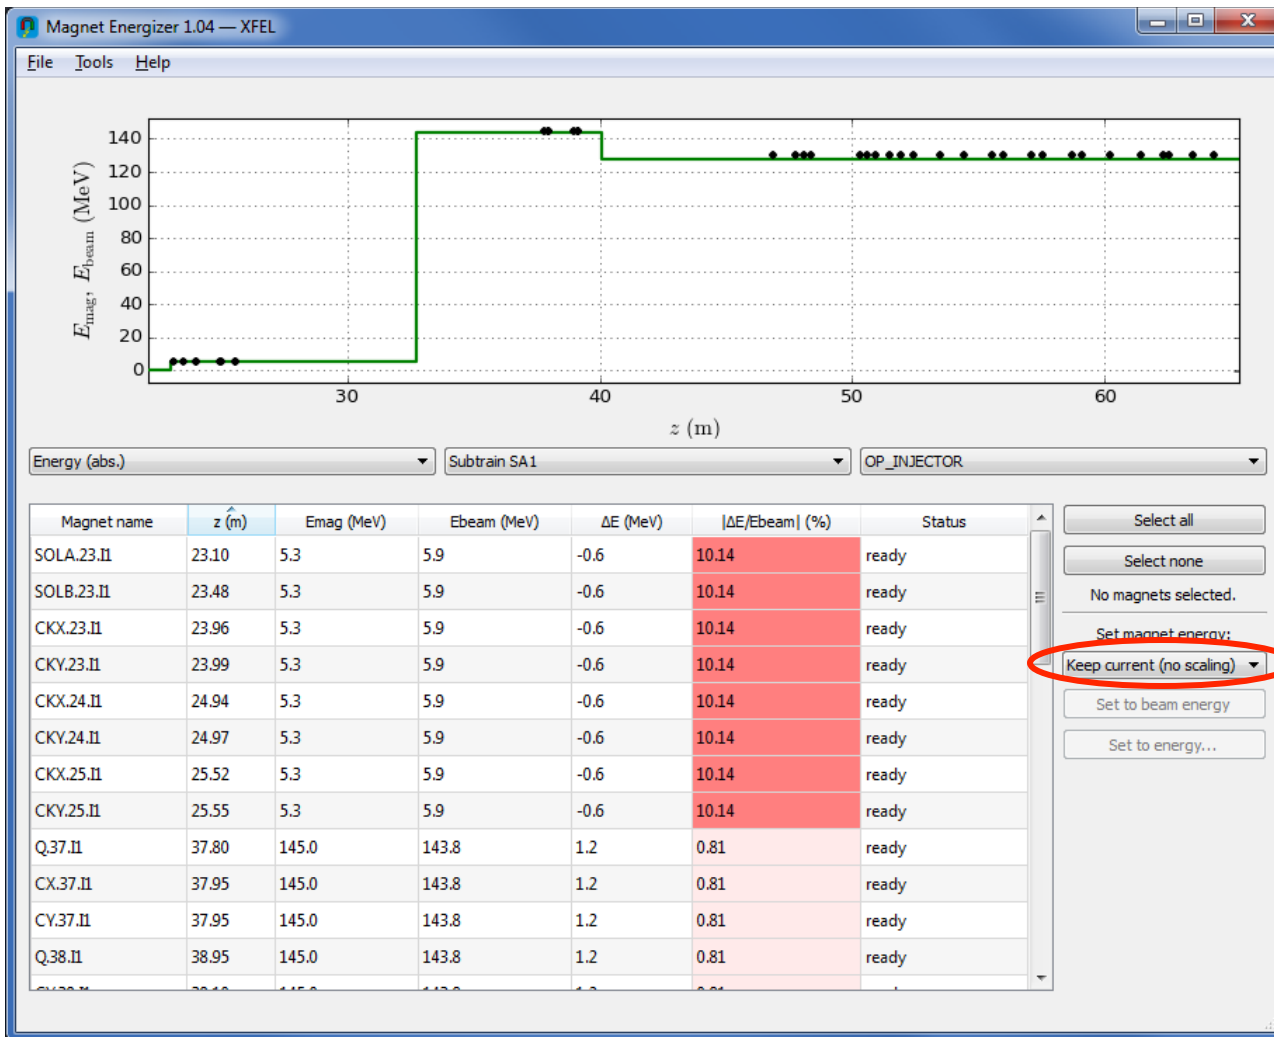 Magnet Energizer 1.04 — XFEL
File Tools Help
140
120
100
80
60
40
20
0
E_mag, E_beam (MeV)
30 40 50 60
z (m)
Energy (abs.) Subtrain SA1 OP_INJECTOR
Magnet name z (m) Emag (MeV) Ebeam (MeV) ΔE (MeV) |ΔE/Ebeam| (%) Status
SOLA.23.I1 23.10 5.3 5.9 -0.6 10.14 ready
SOLB.23.I1 23.48 5.3 5.9 -0.6 10.14 ready
CKX.23.I1 23.96 5.3 5.9 -0.6 10.14 ready
CKY.23.I1 23.99 5.3 5.9 -0.6 10.14 ready
CKX.24.I1 24.94 5.3 5.9 -0.6 10.14 ready
CKY.24.I1 24.97 5.3 5.9 -0.6 10.14 ready
CKX.25.I1 25.52 5.3 5.9 -0.6 10.14 ready
CKY.25.I1 25.55 5.3 5.9 -0.6 10.14 ready
Q.37.I1 37.80 145.0 143.8 1.2 0.81 ready
CX.37.I1 37.95 145.0 143.8 1.2 0.81 ready
CY.37.I1 37.95 145.0 143.8 1.2 0.81 ready
Q.38.I1 38.95 145.0 143.8 1.2 0.81 ready
Select all
Select none
No magnets selected.
Set magnet energy:
Keep current (no scaling)
Set to beam energy
Set to energy...